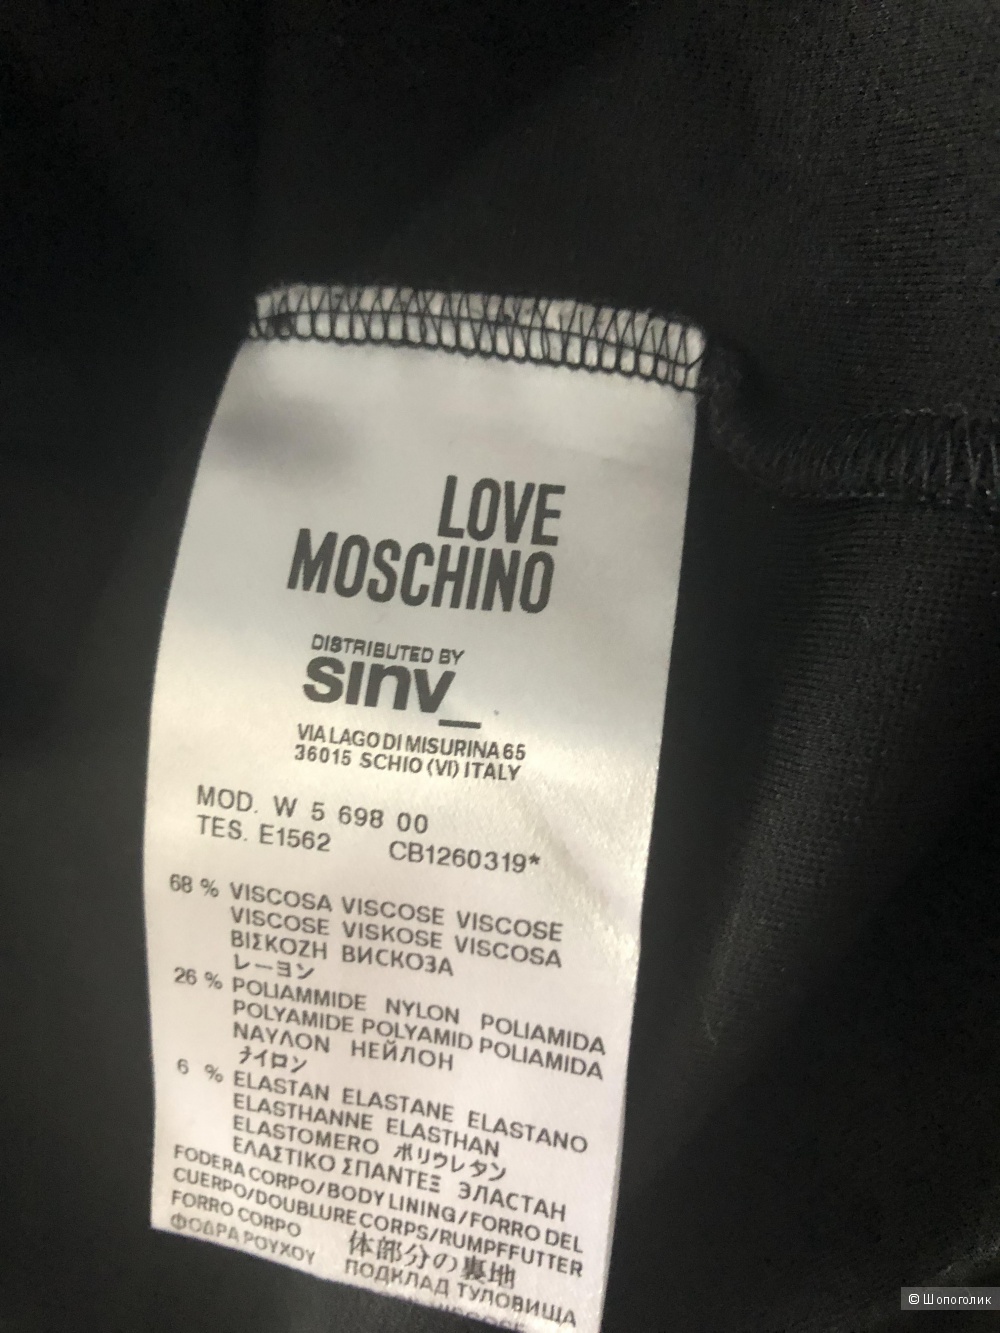 LOVE
MOSCHINO
DISTRIBUTED BY
sinv_
VIA LAGO DI MISURINA 65
36015 SCHIO (VI) ITALY
MOD. W 5 698 00
TES. E1562 CB1260319*
68 % VISCOSA VISCOSE VISCOSE
VISCOSE VISKOSE VISCOSA
ΒΙΣΚΟΖΗ ВИСКОЗА
レーヨン
26 % POLIAMMIDE NYLON POLIAMIDA
POLYAMIDE POLYAMID POLIAMIDA
ΝΑΥΛΟΝ НЕЙЛОН
ナイロン
6 % ELASTAN ELASTANE ELASTANO
ELASTHANNE ELASTHAN
ELASTOMERO ポリウレタン
ΕΛΑΣΤΙΚΟ ΣΠΑΝΤΕΞ ЭЛАСТАН
FODERA CORPO/BODY LINING/FORRO DEL
CUERPO/DOUBLURE CORPS/RUMPFFUTTER
FORRO CORPO 体部分の裏地
ΦΟΔΡΑ ΡΟΥΧΟΥ ПОДКЛАД ТУЛОВИЩА
© Шопоголик